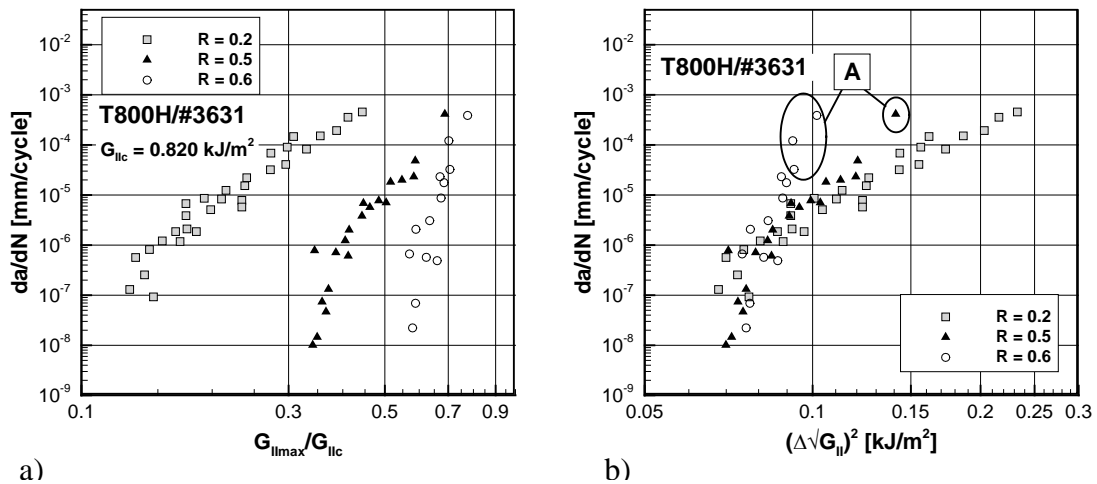 R = 0.2
R = 0.5
R = 0.6
T800H/#3631
G_IIc = 0.820 kJ/m²
da/dN [mm/cycle]
10⁻¹
10⁻²
10⁻³
10⁻⁴
10⁻⁵
10⁻⁶
10⁻⁷
10⁻⁸
10⁻⁹
0.1 0.3 0.5 0.7 0.9
G_IImax/G_IIc
a)
T800H/#3631
A
da/dN [mm/cycle]
10⁻¹
10⁻²
10⁻³
10⁻⁴
10⁻⁵
10⁻⁶
10⁻⁷
10⁻⁸
10⁻⁹
R = 0.2
R = 0.5
R = 0.6
0.05 0.1 0.15 0.2 0.25 0.3
(Δ√G_II)² [kJ/m²]
b)